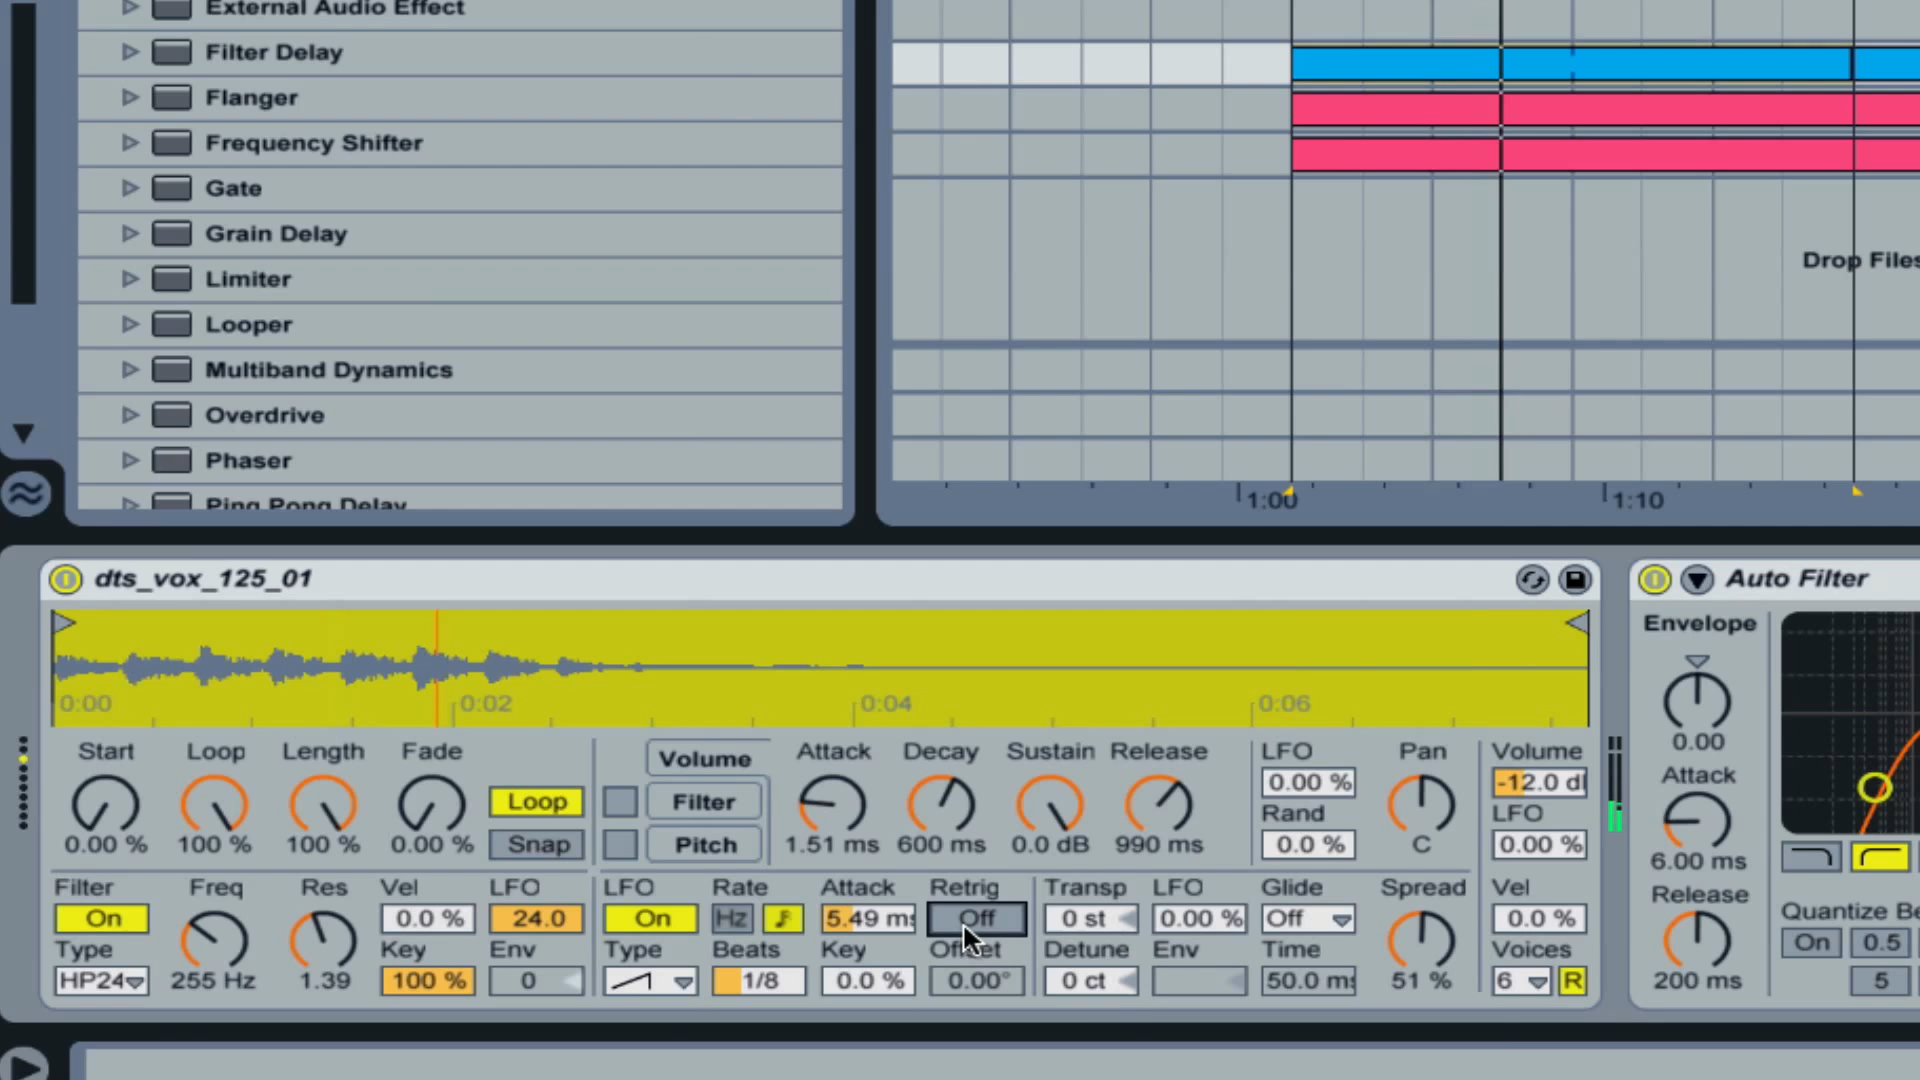 External Audio Effect
Filter Delay
Flanger
Frequency Shifter
Gate
Grain Delay
Limiter
Looper
Multiband Dynamics
Overdrive
Phaser
Ping Pong Delay
Drop Files
1:00 1:10
dts_vox_125_01
0:00 0:02 0:04 0:06
Start Loop Length Fade
Loop
0.00 % 100 % 100 % 0.00 % Snap
Volume
Filter
Pitch
Attack Decay Sustain Release
1.51 ms 600 ms 0.0 dB 990 ms
LFO
0.00 %
Rand
0.0 %
Pan
C
Volume
-12.0 d
LFO
0.00 %
Filter Freq Res Vel LFO
On 0.0 % 24.0
Type Key Env
HP24 255 Hz 1.39 100 % 0
LFO Rate Attack Retrig
On Hz 5.49 ms Off
Type Beats Key Offset
1/8 0.0 % 0.00°
Transp LFO Glide Spread
0 st 0.00 % Off
Detune Env Time
0 ct 50.0 ms 51 %
Vel
0.0 %
Voices
6 R
Auto Filter
Envelope
0.00
Attack
6.00 ms
Release
200 ms
Quantize Be
On 0.5
5